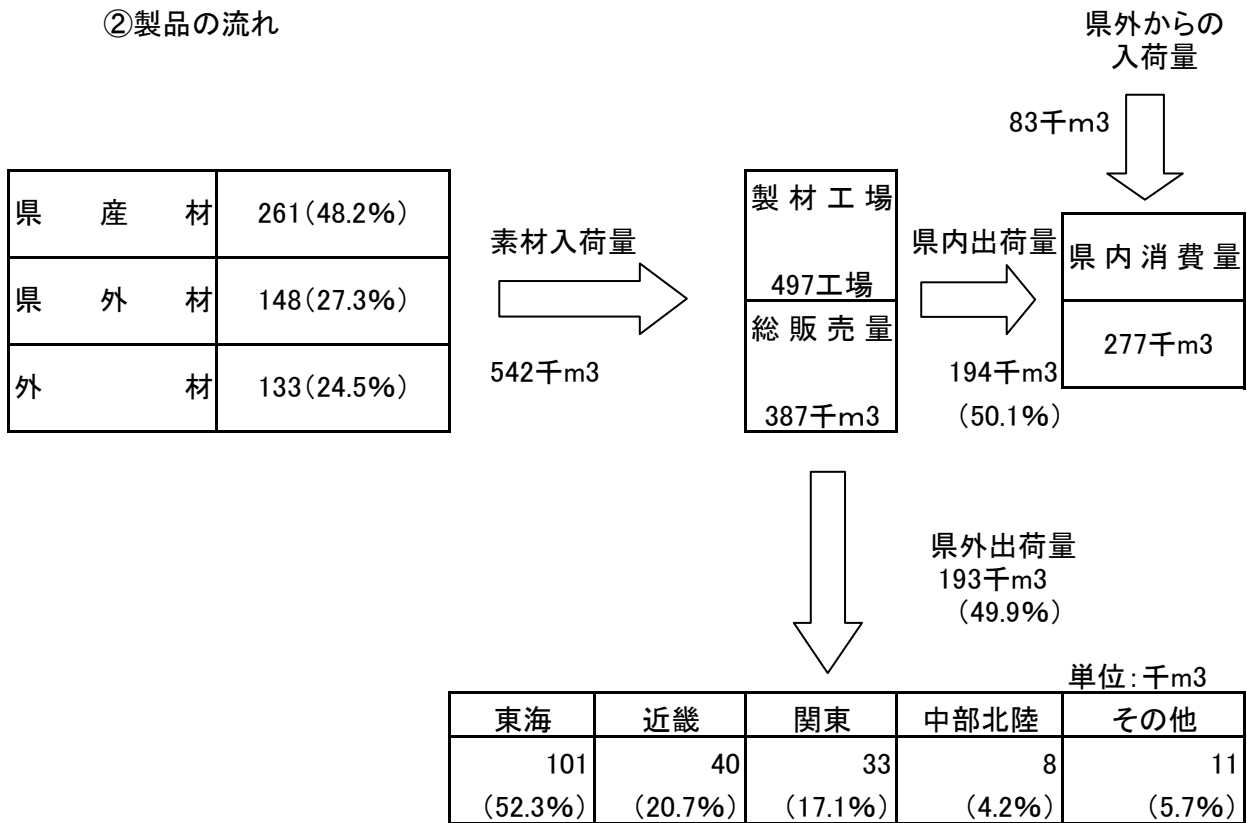 ②製品の流れ
県外からの
入荷量
83千m3
県産材 261(48.2%)
県外材 148(27.3%)
外材 133(24.5%)
素材入荷量
542千m3
製材工場
497工場
総販売量
387千m3
県内出荷量
194千m3
(50.1%)
県内消費量
277千m3
県外出荷量
193千m3
(49.9%)
単位:千m3
東海 近畿 関東 中部北陸 その他
101 40 33 8 11
(52.3%) (20.7%) (17.1%) (4.2%) (5.7%)